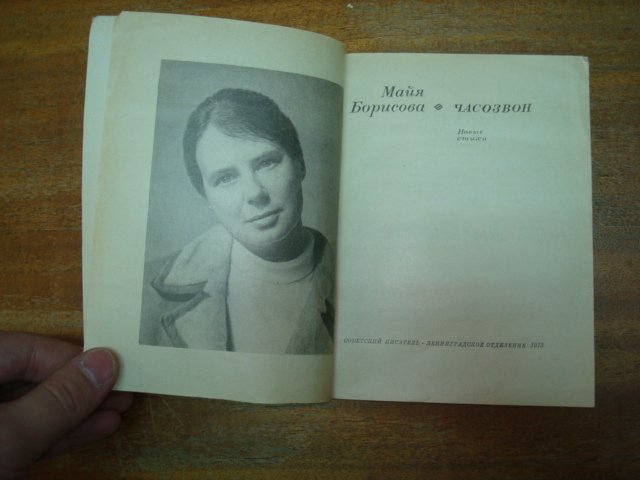 Майя
Борисова ◆ ЧАСОЗВОН
Новые
стихи
СОВЕТСКИЙ ПИСАТЕЛЬ • ЛЕНИНГРАДСКОЕ ОТДЕЛЕНИЕ